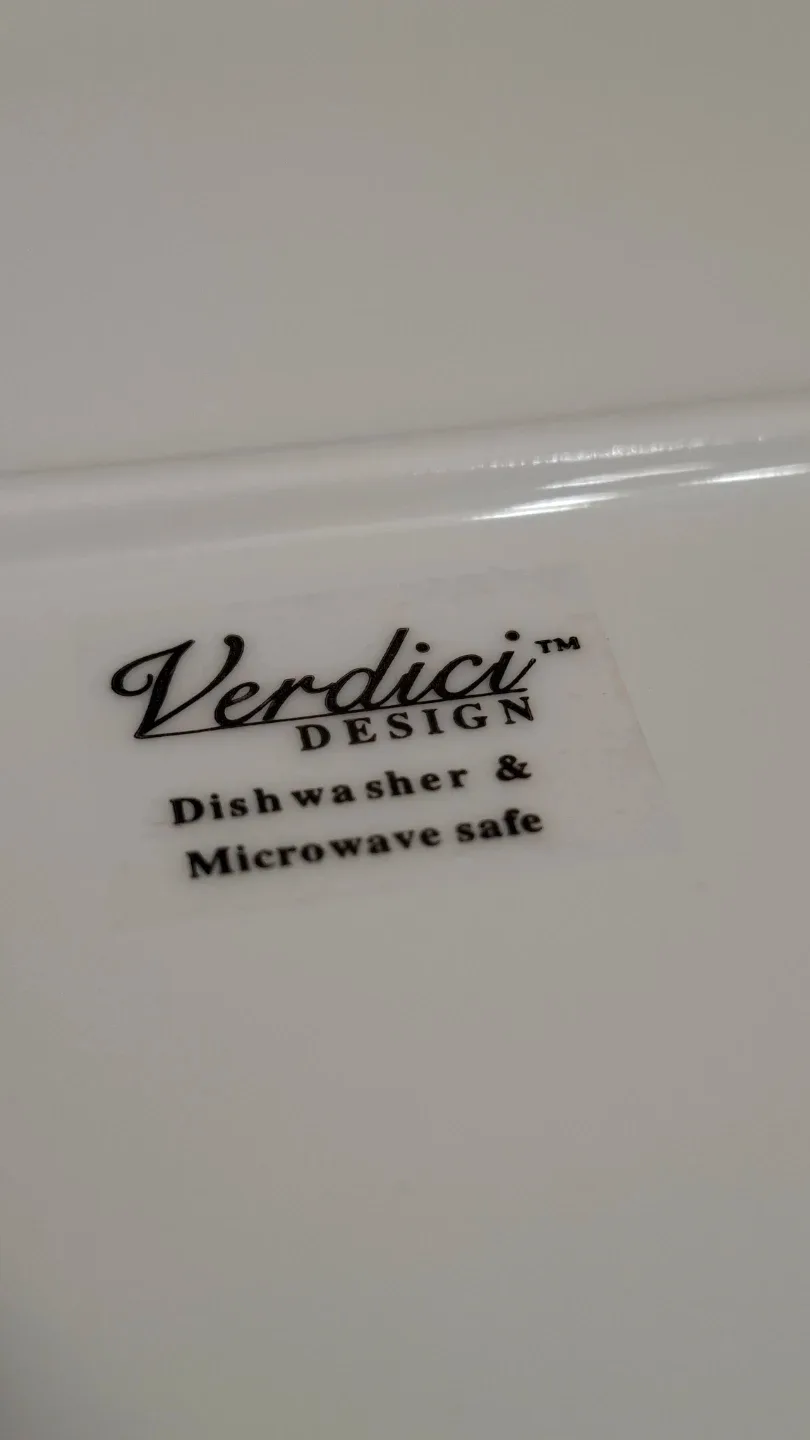 Verdici™
DESIGN
Dishwasher &
Microwave safe